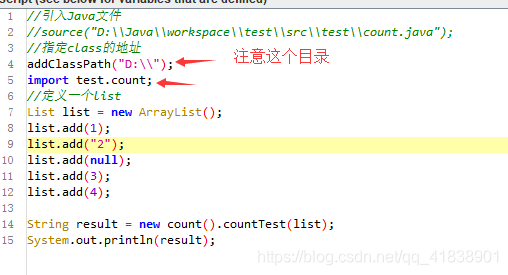 Script (see below for variables that are defined)
1 //引入Java文件
2 //source("D:\\Java\\workspace\\test\\src\\test\\count.java");
3 //指定class的地址
4 addClassPath("D:\\"); 注意这个目录
5 import test.count;
6 //定义一个list
7 List list = new ArrayList();
8 list.add(1);
9 list.add("2");
10 list.add(null);
11 list.add(3);
12 list.add(4);
13
14 String result = new count().countTest(list);
15 System.out.println(result);
https://blog.csdn.net/qq_41838901